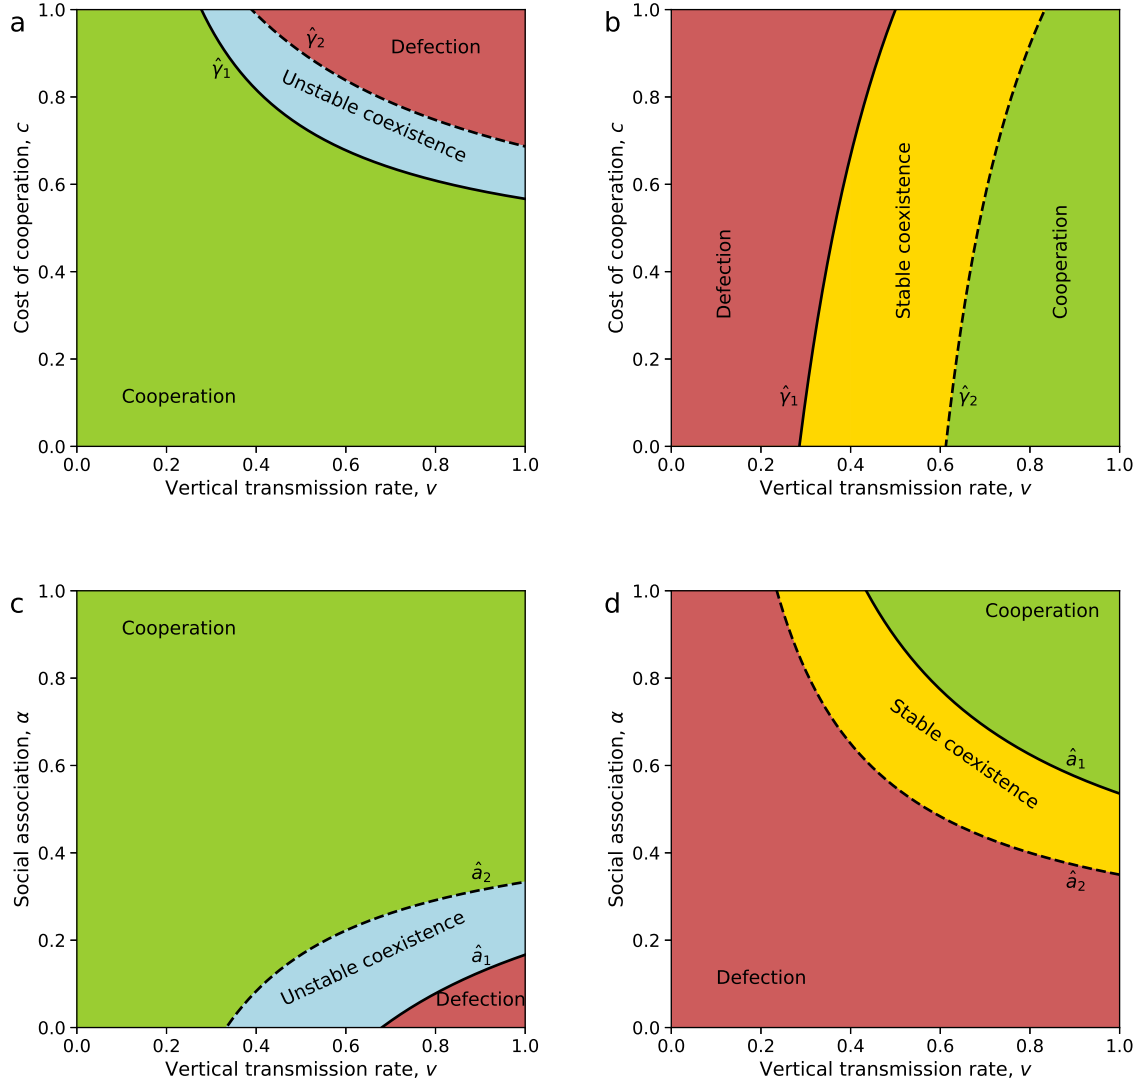 a
1.0
0.8
0.6
0.4
0.2
0.0
Cost of cooperation, c
γ̂1
γ̂2
Defection
Unstable coexistence
Cooperation
0.0 0.2 0.4 0.6 0.8 1.0
Vertical transmission rate, v
b
1.0
0.8
0.6
0.4
0.2
0.0
Cost of cooperation, c
Defection
Stable coexistence
Cooperation
γ̂1
γ̂2
0.0 0.2 0.4 0.6 0.8 1.0
Vertical transmission rate, v
c
1.0
0.8
0.6
0.4
0.2
0.0
Social association, α
Cooperation
â2
Unstable coexistence
â1
Defection
0.0 0.2 0.4 0.6 0.8 1.0
Vertical transmission rate, v
d
1.0
0.8
0.6
0.4
0.2
0.0
Social association, α
Cooperation
Stable coexistence
â1
â2
Defection
0.0 0.2 0.4 0.6 0.8 1.0
Vertical transmission rate, v